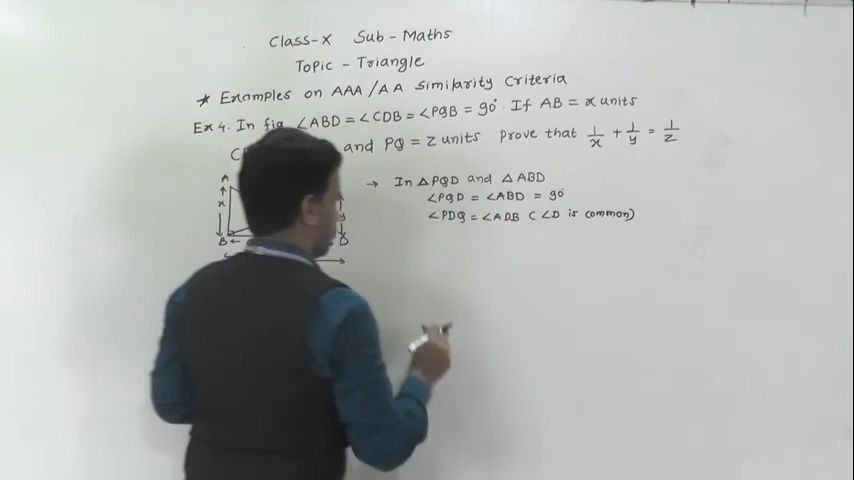 Class-X Sub-Maths
Topic - Triangle
* Examples on AAA/AA similarity criteria
Ex 4. In fig ∠ABD = ∠CDB = ∠PQB = 90° If AB = x units
C and PQ = z units prove that 1/x + 1/y = 1/z
A
x
B
y
D
→ In △PQD and △ABD
∠PQD = ∠ABD = 90°
∠PDQ = ∠ADB (∠D is common)